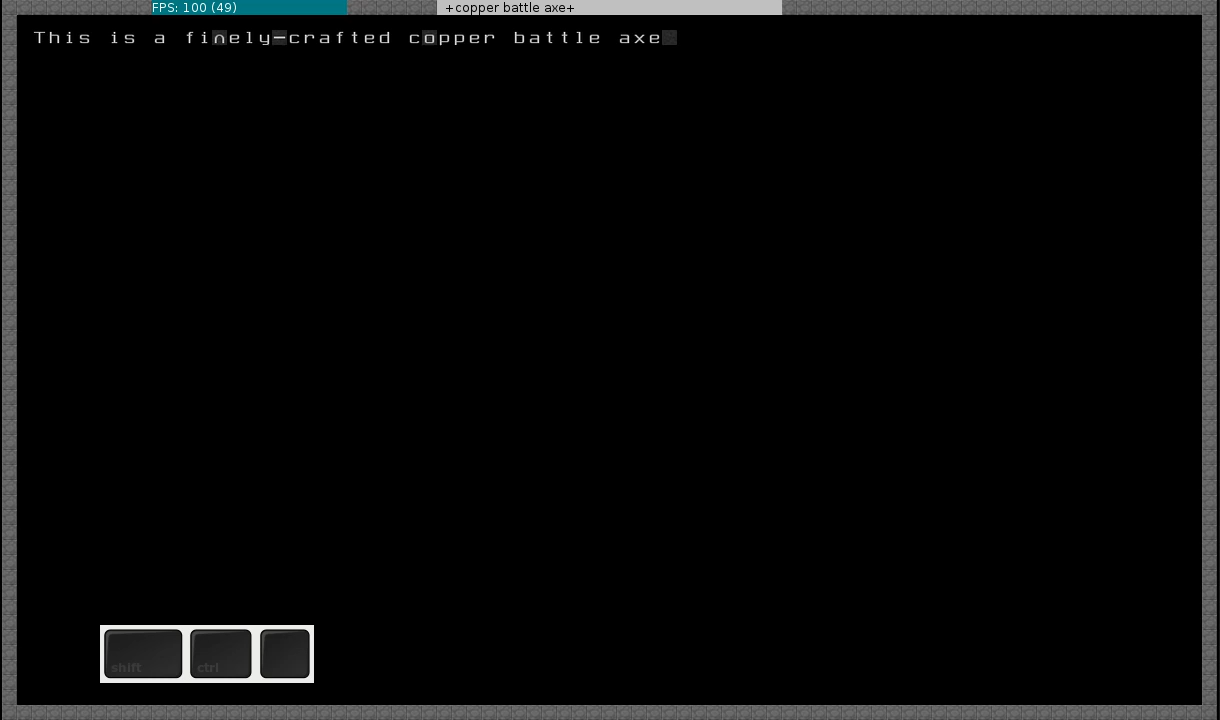 FPS: 100 (49)
+copper battle axe+
This is a finely-crafted copper battle axe
shift ctrl